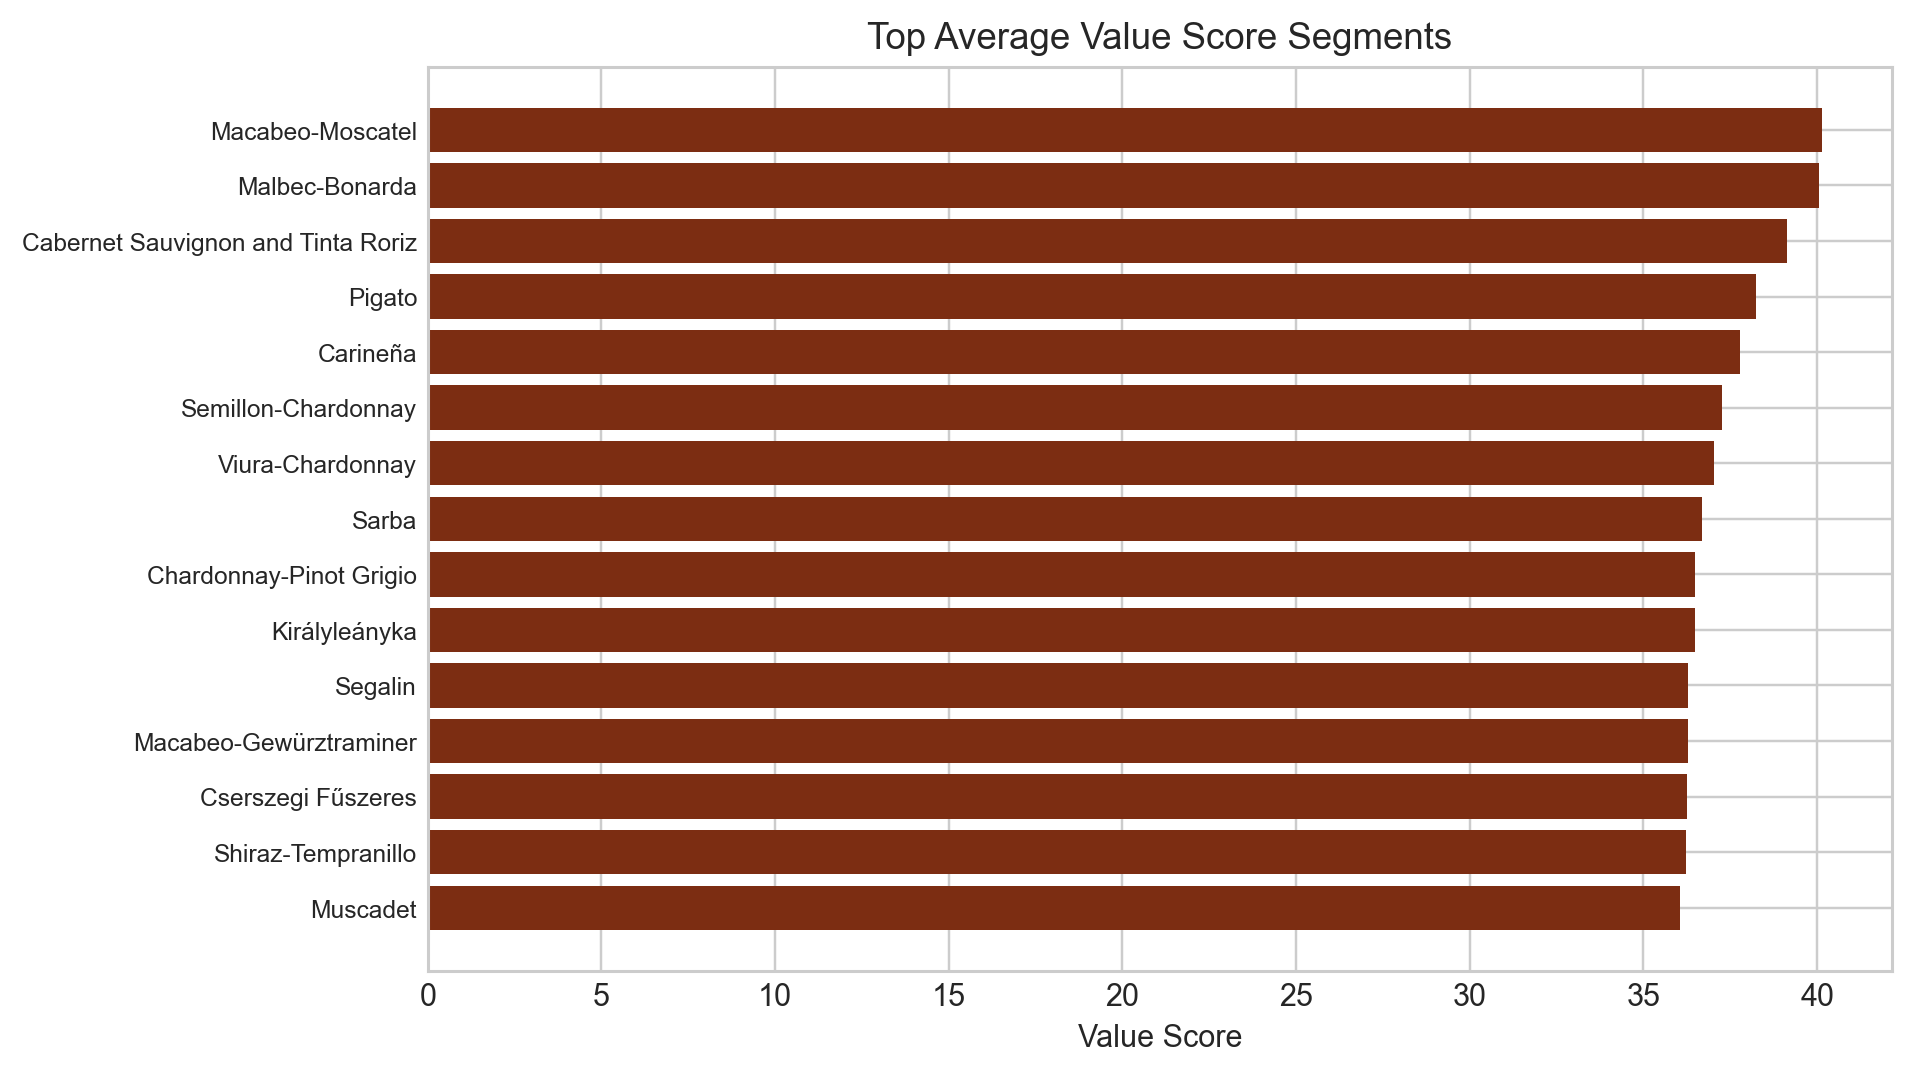 Top Average Value Score Segments
Macabeo-Moscatel
Malbec-Bonarda
Cabernet Sauvignon and Tinta Roriz
Pigato
Carineña
Semillon-Chardonnay
Viura-Chardonnay
Sarba
Chardonnay-Pinot Grigio
Királyleányka
Segalin
Macabeo-Gewürztraminer
Cserszegi Fűszeres
Shiraz-Tempranillo
Muscadet
0 5 10 15 20 25 30 35 40
Value Score